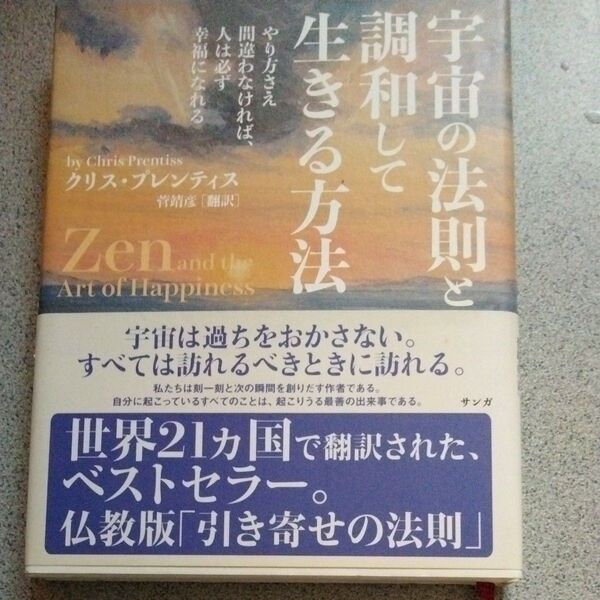 宇宙の法則と
調和して
生きる方法
やり方さえ
間違わなければ、
人は必ず
幸福になれる
by Chris Prentiss
クリス・プレンティス
菅靖彦[翻訳]
Zen and the
Art of Happiness
宇宙は過ちをおかさない。
すべては訪れるべきときに訪れる。
私たちは刻一刻と次の瞬間を創りだす作者である。
自分に起こっているすべてのことは、起こりうる最善の出来事である。
サンガ
世界21カ国で翻訳された、
ベストセラー。
仏教版「引き寄せの法則」